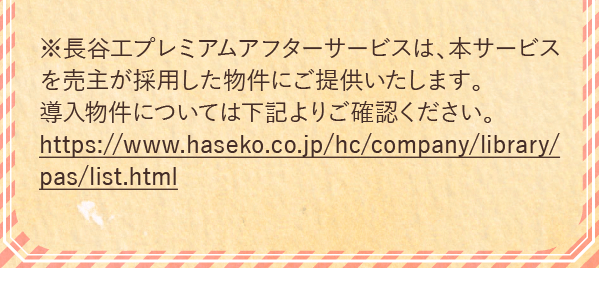 ※長谷工プレミアムアフターサービスは、本サービス
を売主が採用した物件にご提供いたします。
導入物件については下記よりご確認ください。
https://www.haseko.co.jp/hc/company/library/
pas/list.html